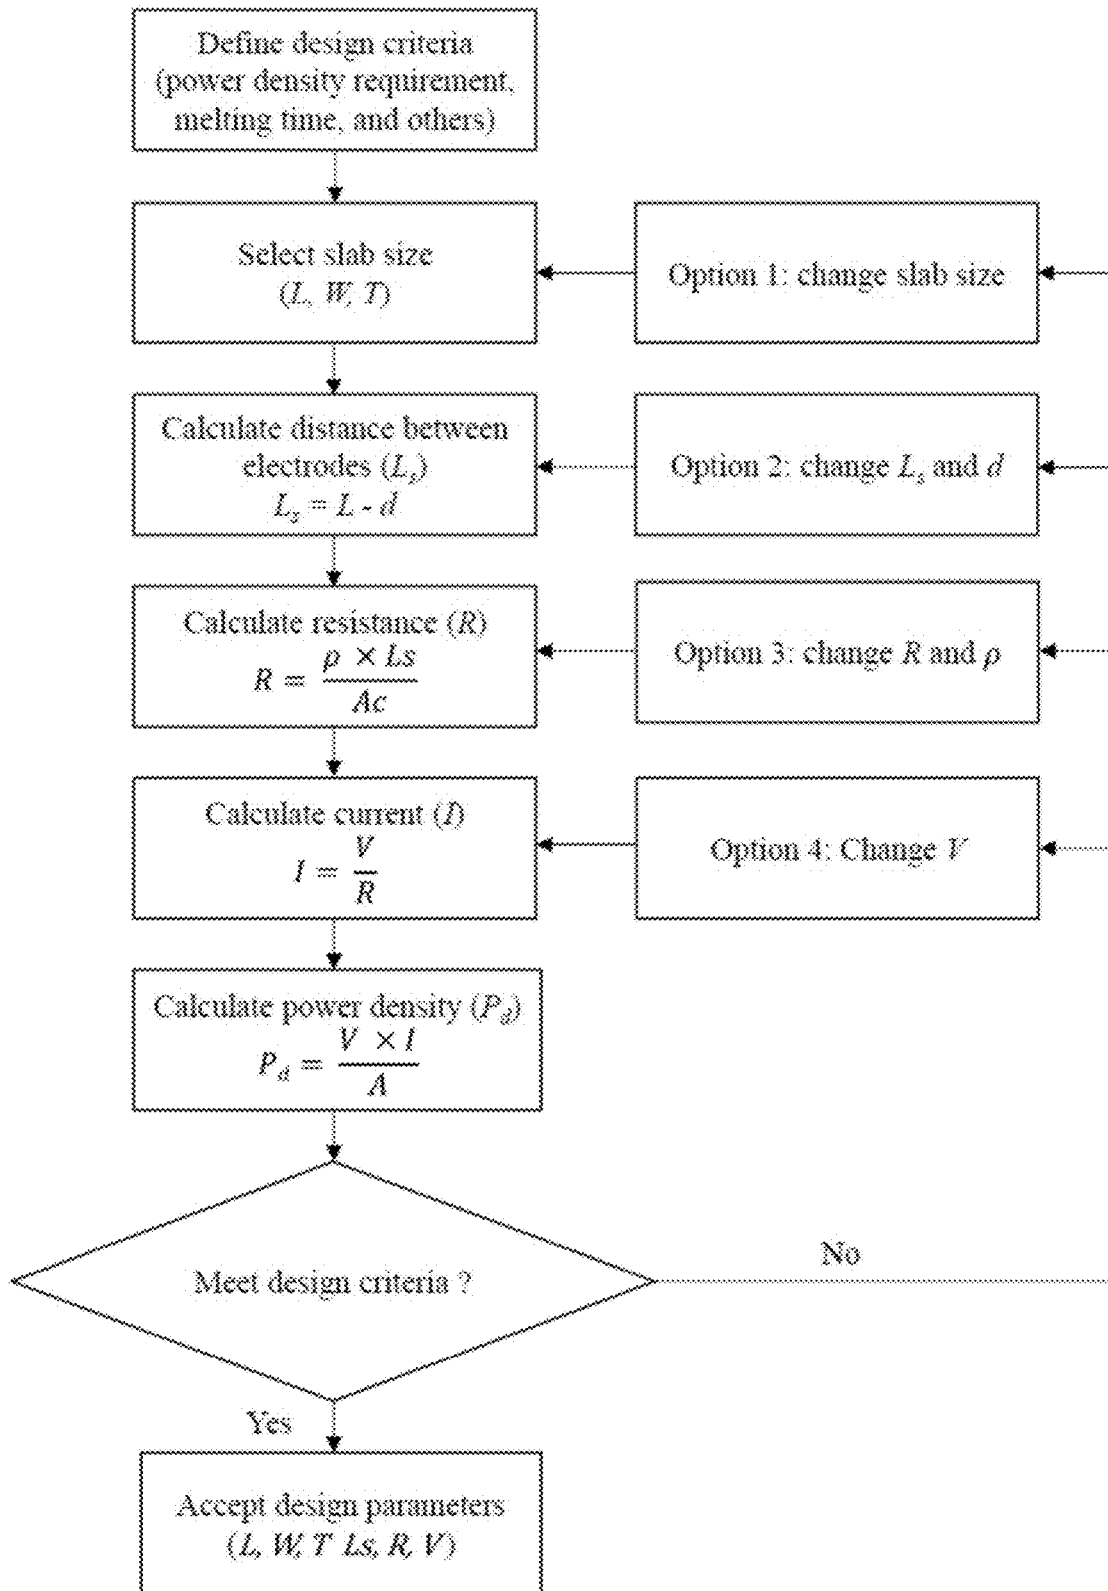 Define design criteria
(power density requirement,
melting time, and others)
Select slab size
(L, W, T)
Option 1: change slab size
Calculate distance between
electrodes (Ls)
Ls = L - d
Option 2: change Ls and d
Calculate resistance (R)
R = ρ × Ls / Ac
Option 3: change R and ρ
Calculate current (I)
I = V / R
Option 4: Change V
Calculate power density (Pd)
Pd = V × I / A
Meet design criteria ?
No
Yes
Accept design parameters
(L, W, T Ls, R, V)